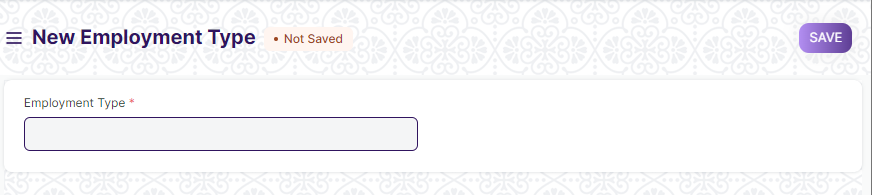 New Employment Type • Not Saved SAVE
Employment Type *